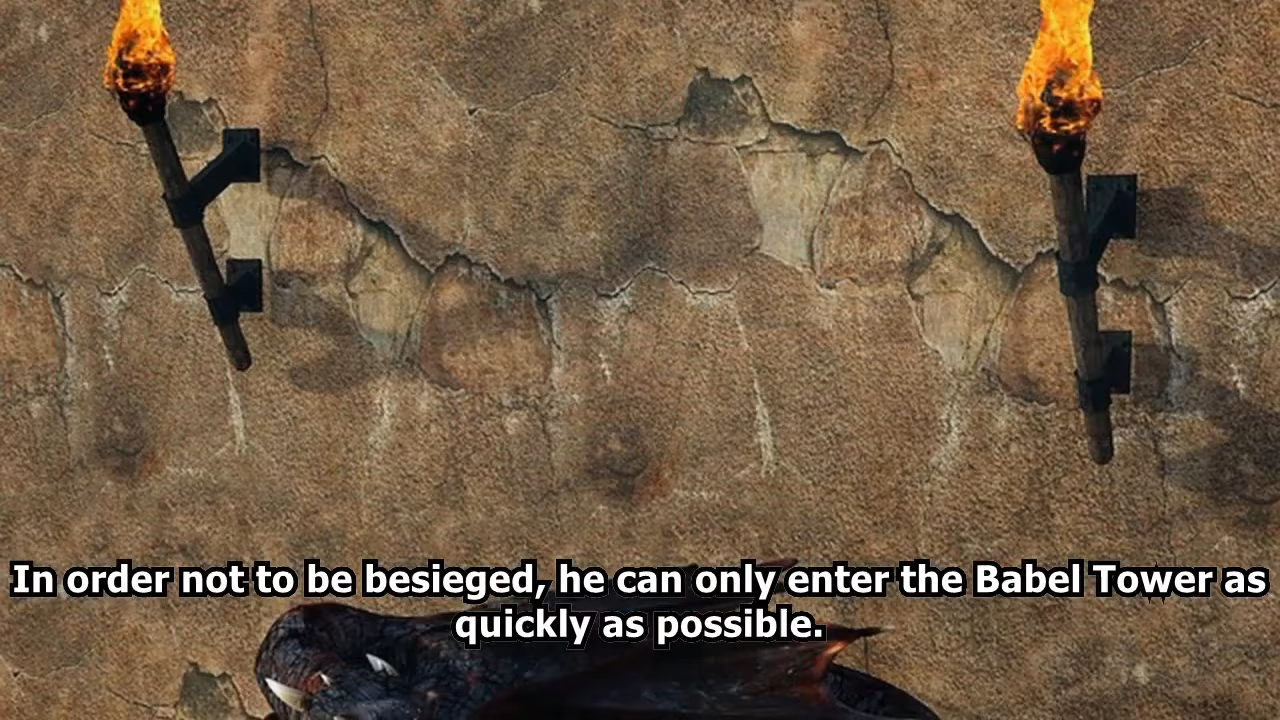 In order not to be besieged, he can only enter the Babel Tower as
quickly as possible.